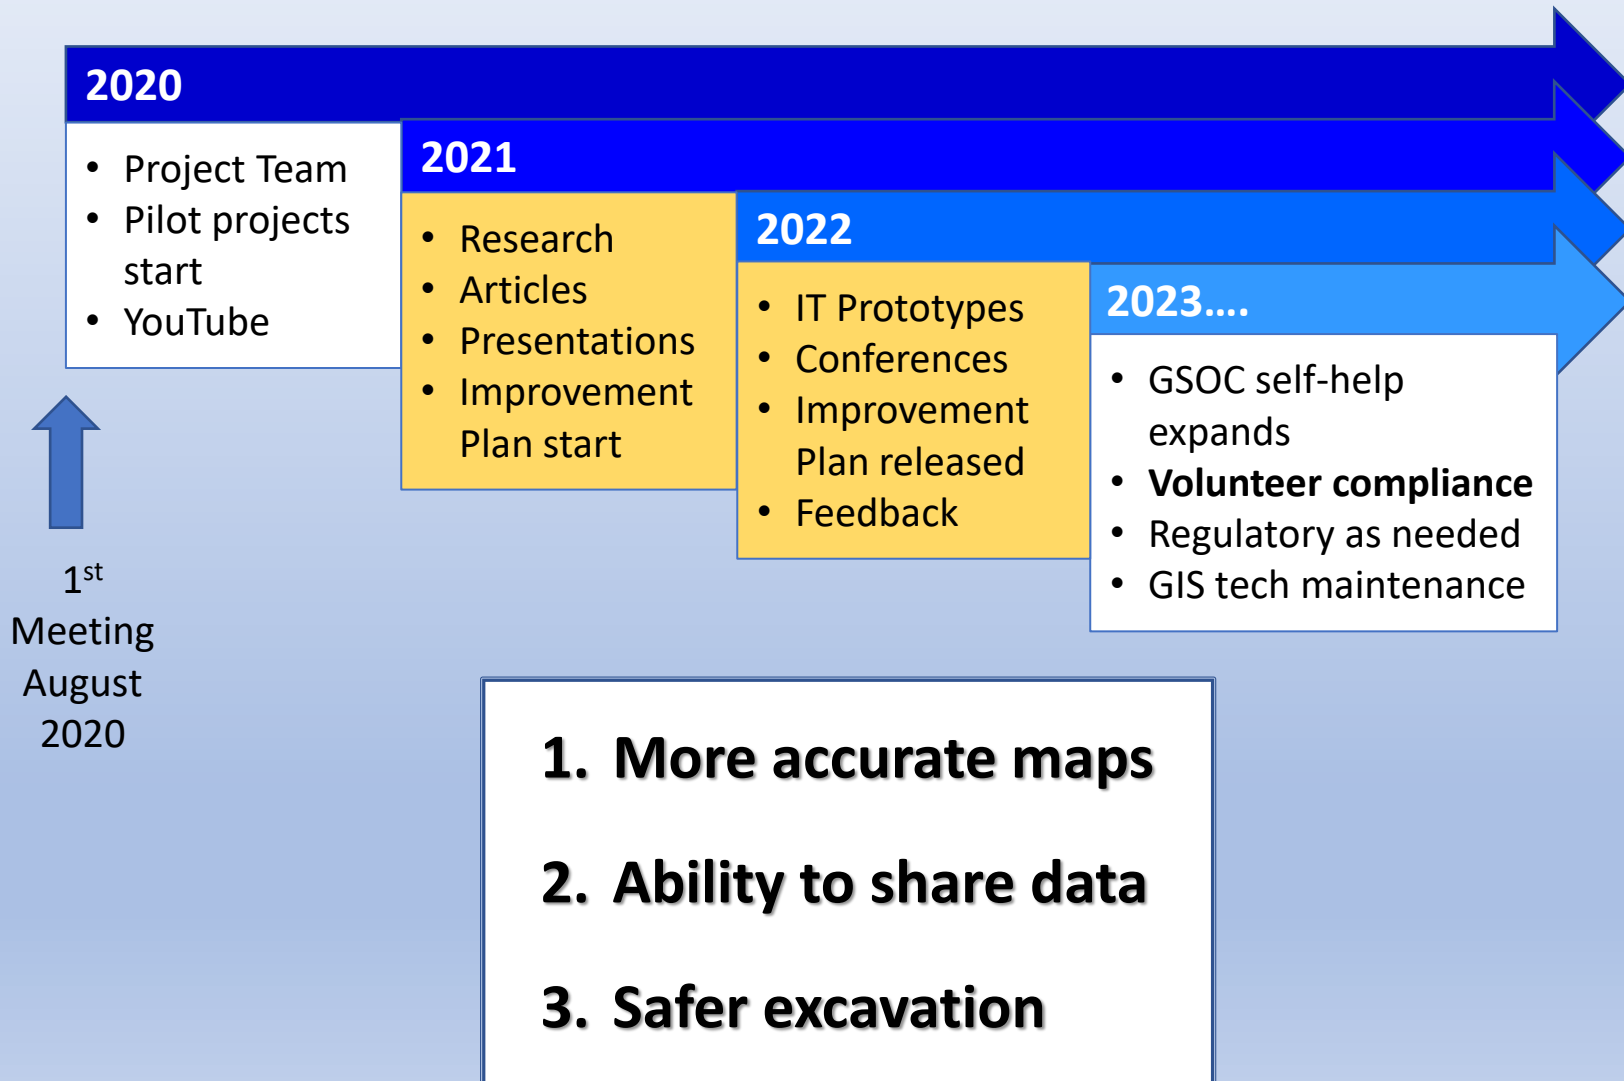 2020
• Project Team
• Pilot projects
start
• YouTube
2021
• Research
• Articles
• Presentations
• Improvement
Plan start
2022
• IT Prototypes
• Conferences
• Improvement
Plan released
• Feedback
2023....
• GSOC self-help
expands
• Volunteer compliance
• Regulatory as needed
• GIS tech maintenance
1st
Meeting
August
2020
1. More accurate maps
2. Ability to share data
3. Safer excavation